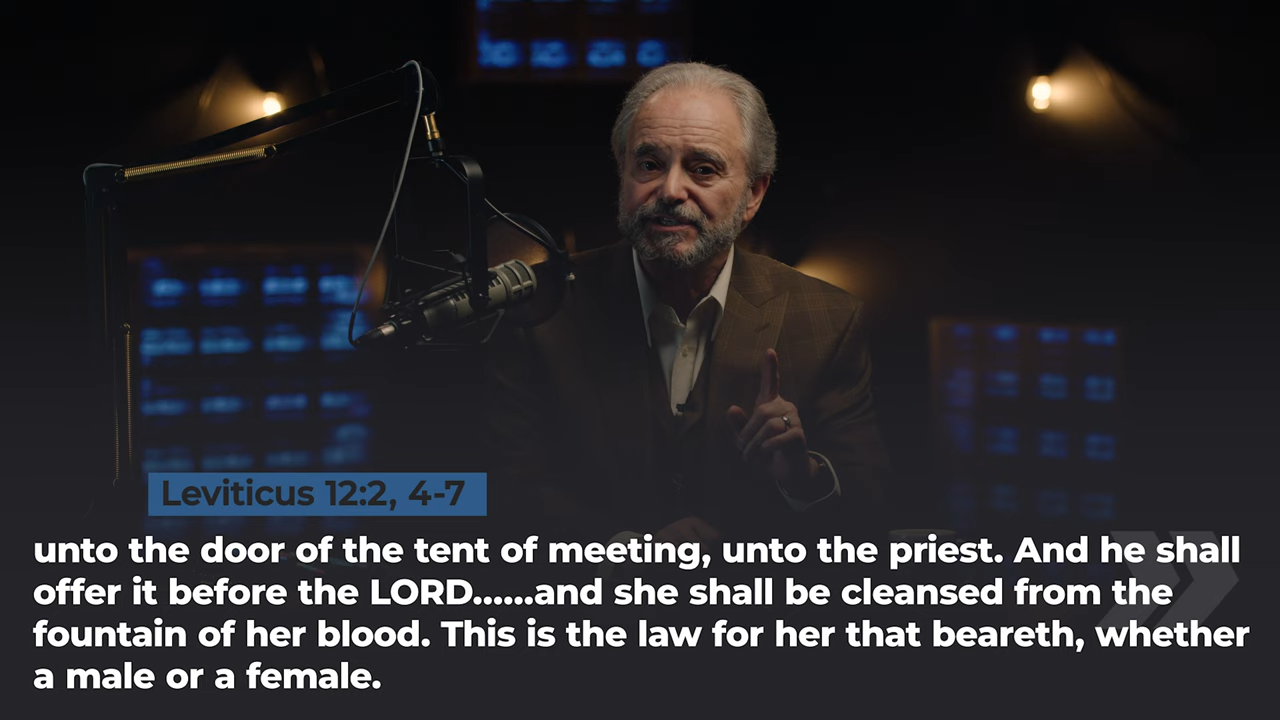 Leviticus 12:2, 4-7
unto the door of the tent of meeting, unto the priest. And he shall
offer it before the LORD......and she shall be cleansed from the
fountain of her blood. This is the law for her that beareth, whether
a male or a female.